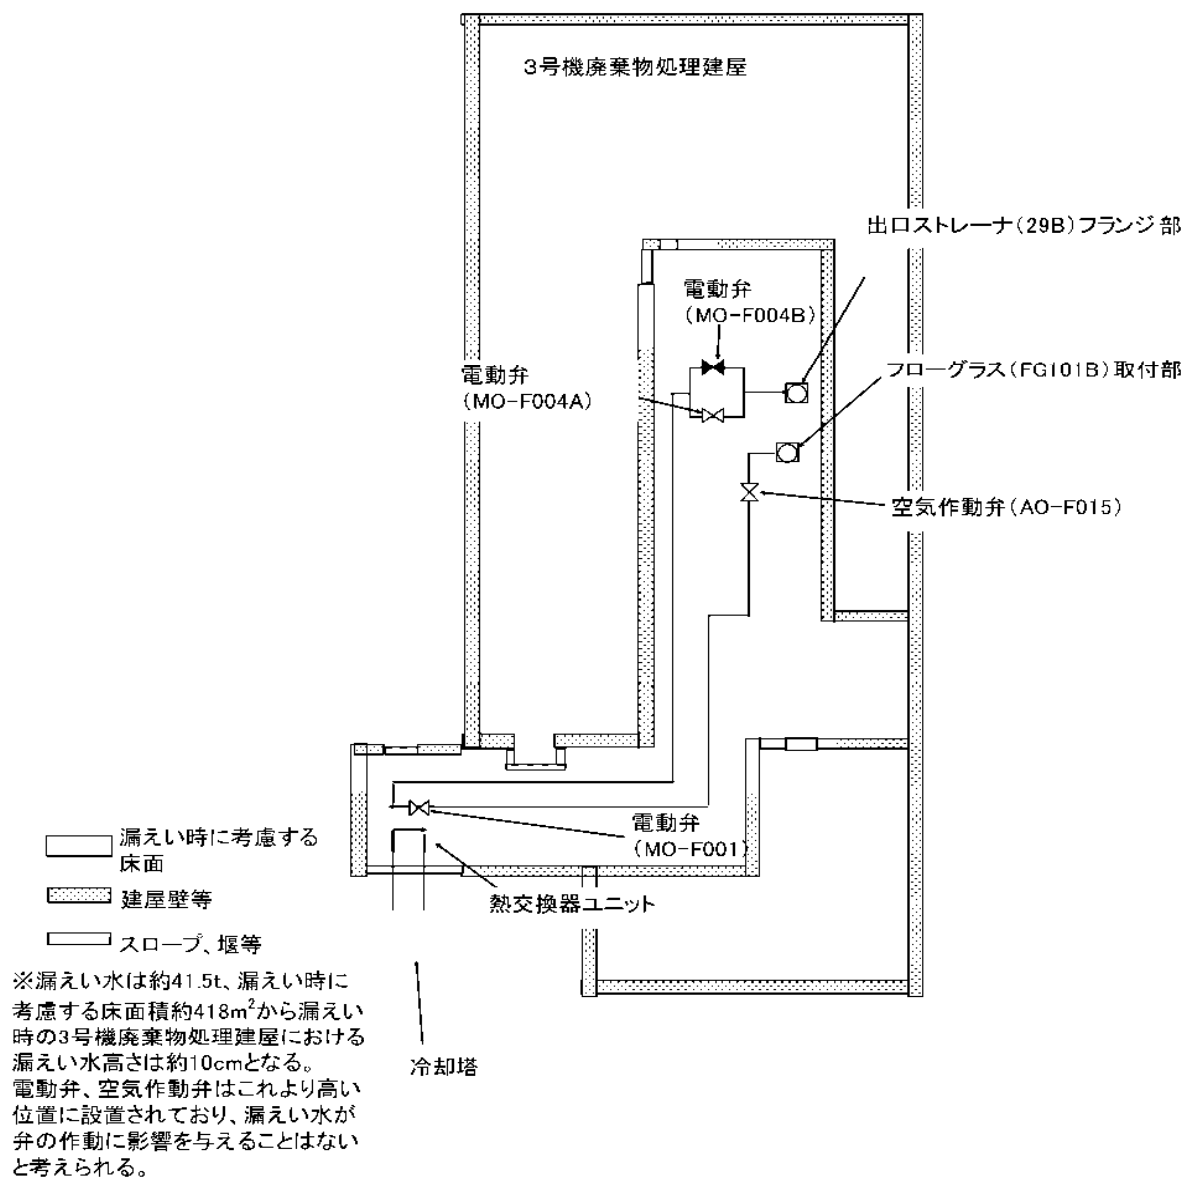 3号機廃棄物処理建屋
出口ストレーナ(29B)フランジ部
電動弁
(MO-F004B)
フローグラス(FG101B)取付部
電動弁
(MO-F004A)
空気作動弁(AO-F015)
電動弁
(MO-F001)
熱交換器ユニット
冷却塔
漏えい時に考慮する
床面
建屋壁等
スロープ、堰等
※漏えい水は約41.5t、漏えい時に
考慮する床面積約418m²から漏えい
時の3号機廃棄物処理建屋における
漏えい水高さは約10cmとなる。
電動弁、空気作動弁はこれより高い
位置に設置されており、漏えい水が
弁の作動に影響を与えることはない
と考えられる。